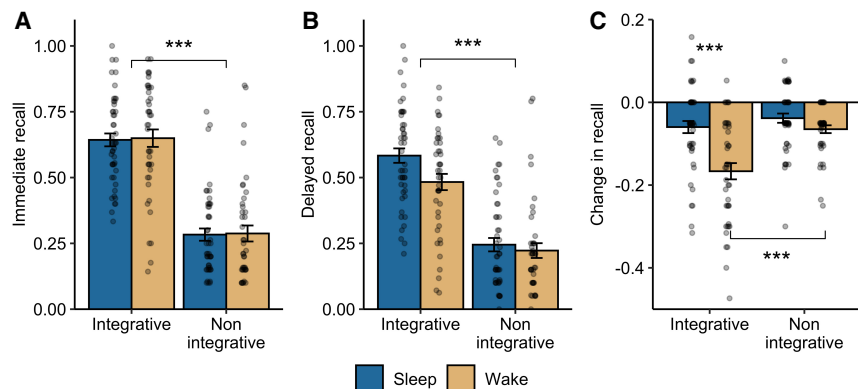 A
Immediate recall
1.00
0.75
0.50
0.25
0.00
***
Integrative
Non
integrative
B
Delayed recall
1.00
0.75
0.50
0.25
0.00
***
Integrative
Non
integrative
C
Change in recall
0.2
0.0
-0.2
-0.4
***
***
Integrative
Non
integrative
Sleep
Wake